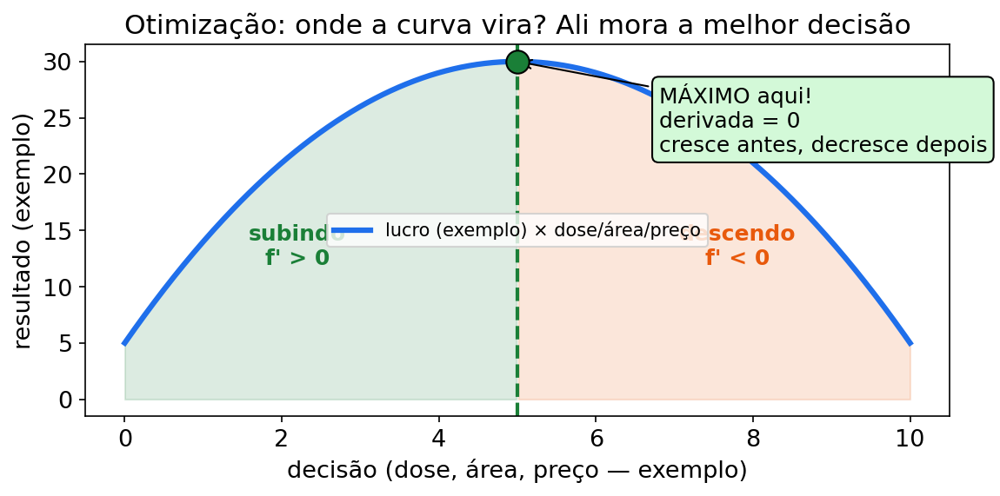 Otimização: onde a curva vira? Ali mora a melhor decisão
resultado (exemplo)
30
25
20
15
10
5
0
MÁXIMO aqui!
derivada = 0
cresce antes, decresce depois
subindo
f' > 0
lucro (exemplo) × dose/área/preço
descendo
f' < 0
0
2
4
6
8
10
decisão (dose, área, preço — exemplo)